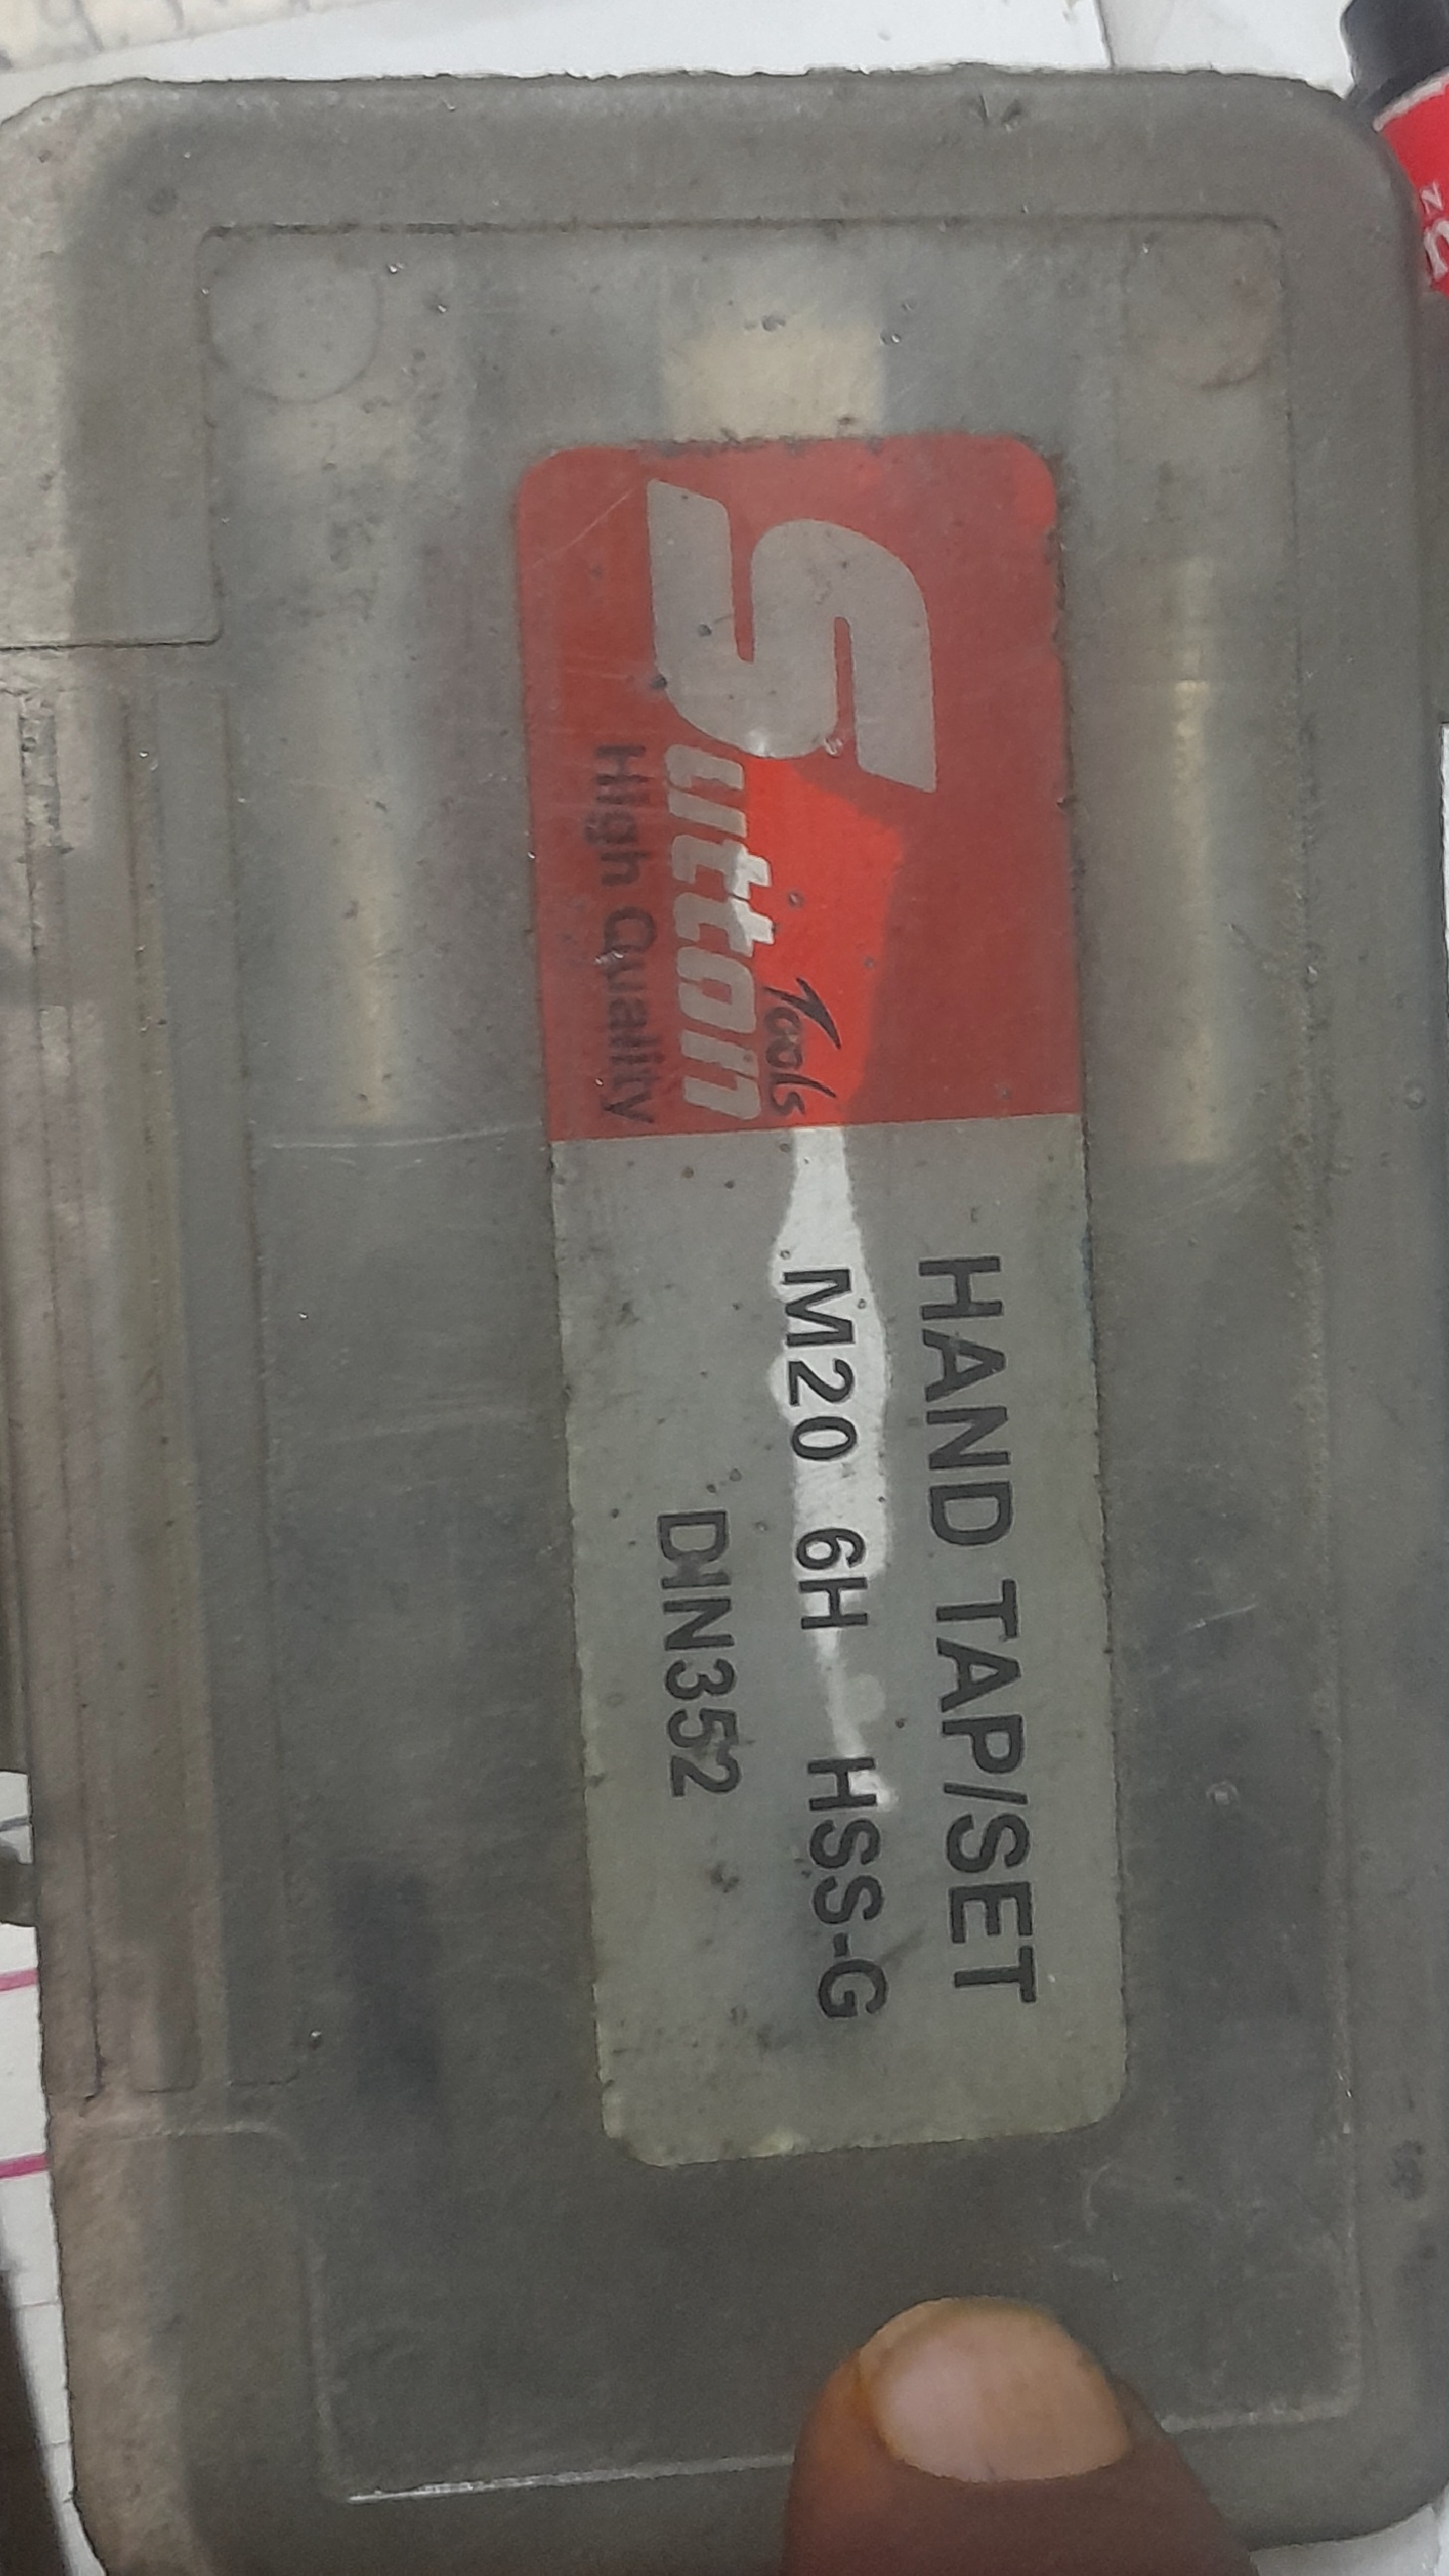 Sutton
Tools
High Quality
HAND TAP/SET
M20 6H HSS-G
DIN352